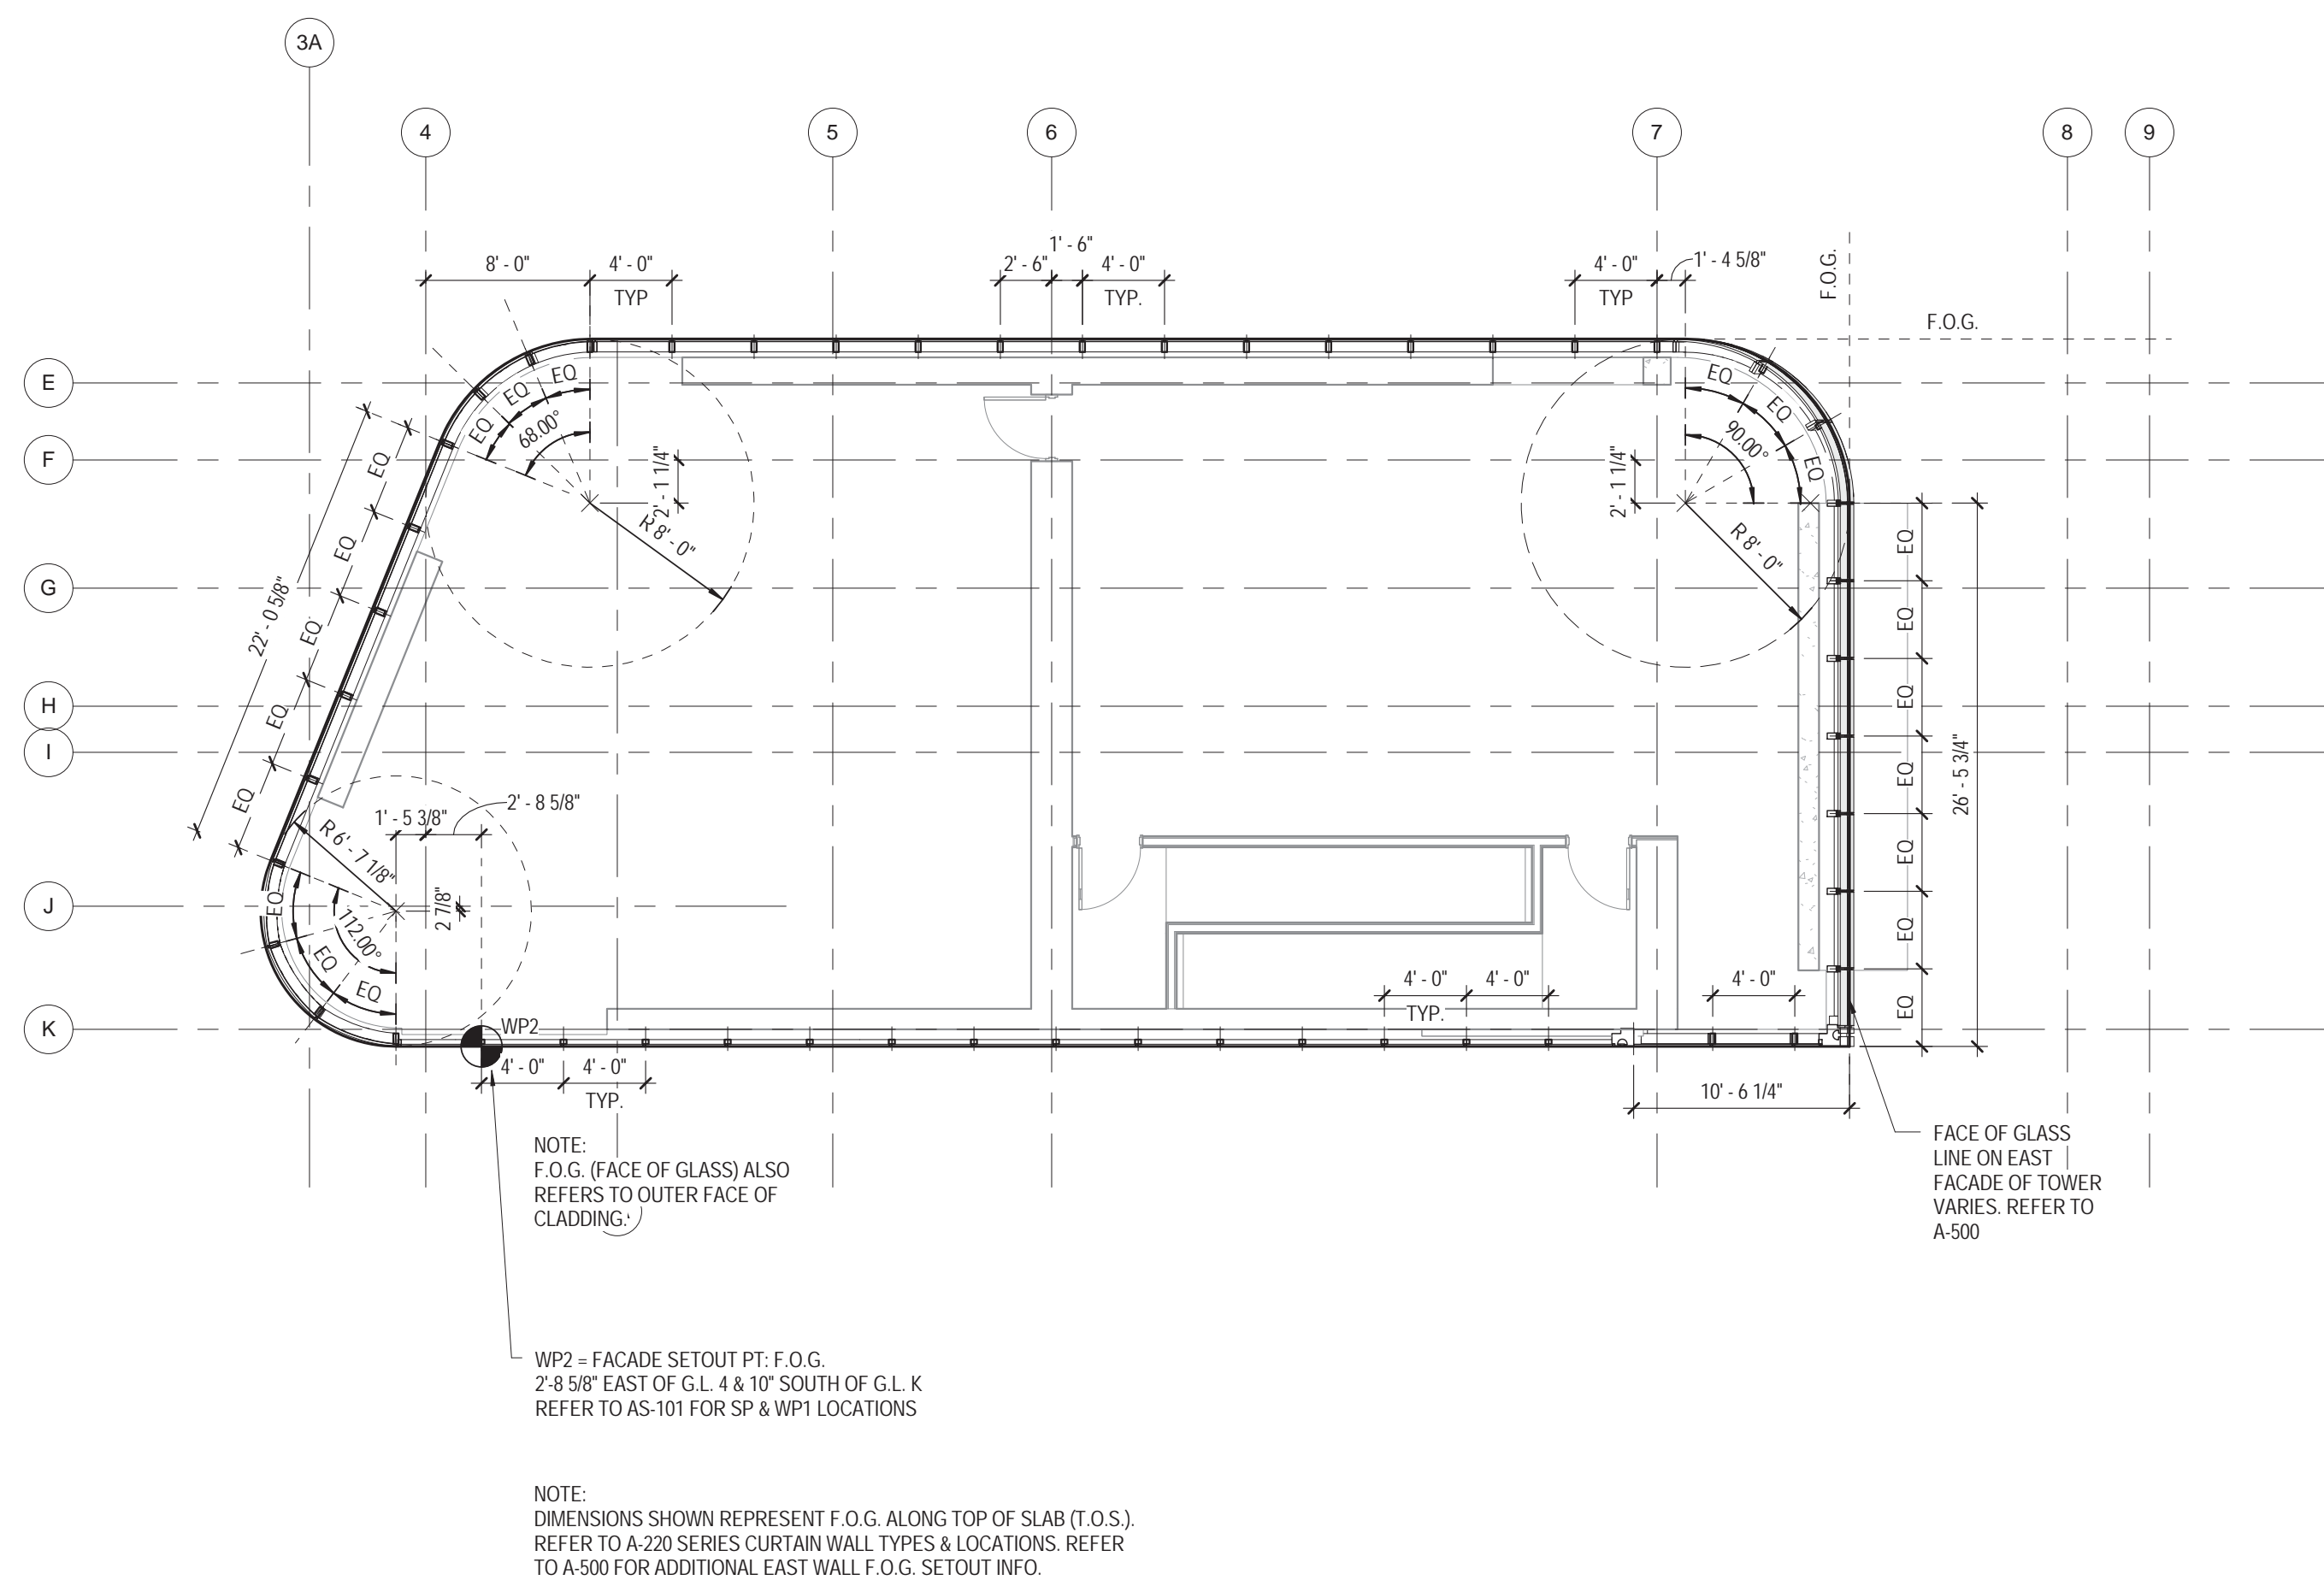 3A
4
5
6
7
8
9
1' - 6"
8' - 0"
4' - 0"
2' - 6"
4' - 0"
4' - 0"
1' - 4 5/8"
TYP
TYP.
TYP
F.O.G.
F.O.G.
E
EQ
EQ
EQ
68.00°
EQ
EQ
EQ
90.00°
F
2' - 1 1/4"
2' - 1 1/4"
R 8' - 0"
R 8' - 0"
EQ
EQ
EQ
EQ
EQ
22' - 0 5/8"
G
H
I
EQ
EQ
EQ
EQ
EQ
EQ
EQ
26' - 5 3/4"
1' - 5 3/8"
2' - 8 5/8"
R 6' - 7 1/8"
J
EQ
2 7/8"
112.00°
EQ
EQ
4' - 0"
4' - 0"
4' - 0"
TYP.
K
WP2
4' - 0"
4' - 0"
TYP.
10' - 6 1/4"
NOTE:
F.O.G. (FACE OF GLASS) ALSO
REFERS TO OUTER FACE OF
CLADDING.
FACE OF GLASS
LINE ON EAST
FACADE OF TOWER
VARIES. REFER TO
A-500
WP2 = FACADE SETOUT PT: F.O.G.
2'-8 5/8" EAST OF G.L. 4 & 10" SOUTH OF G.L. K
REFER TO AS-101 FOR SP & WP1 LOCATIONS
NOTE:
DIMENSIONS SHOWN REPRESENT F.O.G. ALONG TOP OF SLAB (T.O.S.).
REFER TO A-220 SERIES CURTAIN WALL TYPES & LOCATIONS. REFER
TO A-500 FOR ADDITIONAL EAST WALL F.O.G. SETOUT INFO.